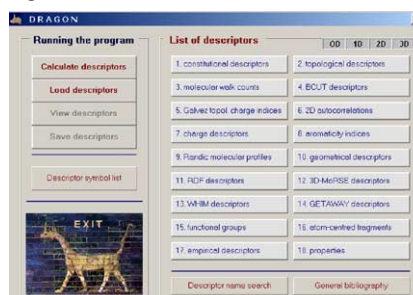 DRAGON
Running the program
Calculate descriptors
Load descriptors
View descriptors
Save descriptors
Descriptor symbol list
EXIT
List of descriptors
0D 1D 2D 3D
1. constitutional descriptors
2. topological descriptors
3. molecular walk counts
4. BCUT descriptors
5. Galvez topol. charge indices
6. 2D autocorrelations
7. charge descriptors
8. aromaticity indices
9. Randic molecular profiles
10. geometrical descriptors
11. RDF descriptors
12. 3D-MoRSE descriptors
13. WHIM descriptors
14. GETAWAY descriptors
15. functional groups
16. atom-centred fragments
17. empirical descriptors
18. properties
Descriptor name search
General bibliography